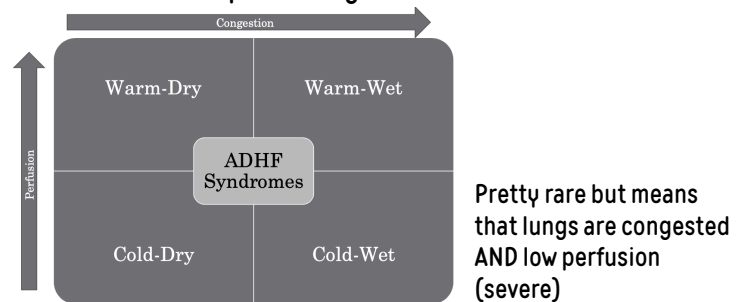 Congestion
Perfusion
Warm-Dry
Warm-Wet
ADHF
Syndromes
Cold-Dry
Cold-Wet
Pretty rare but means
that lungs are congested
AND low perfusion
(severe)